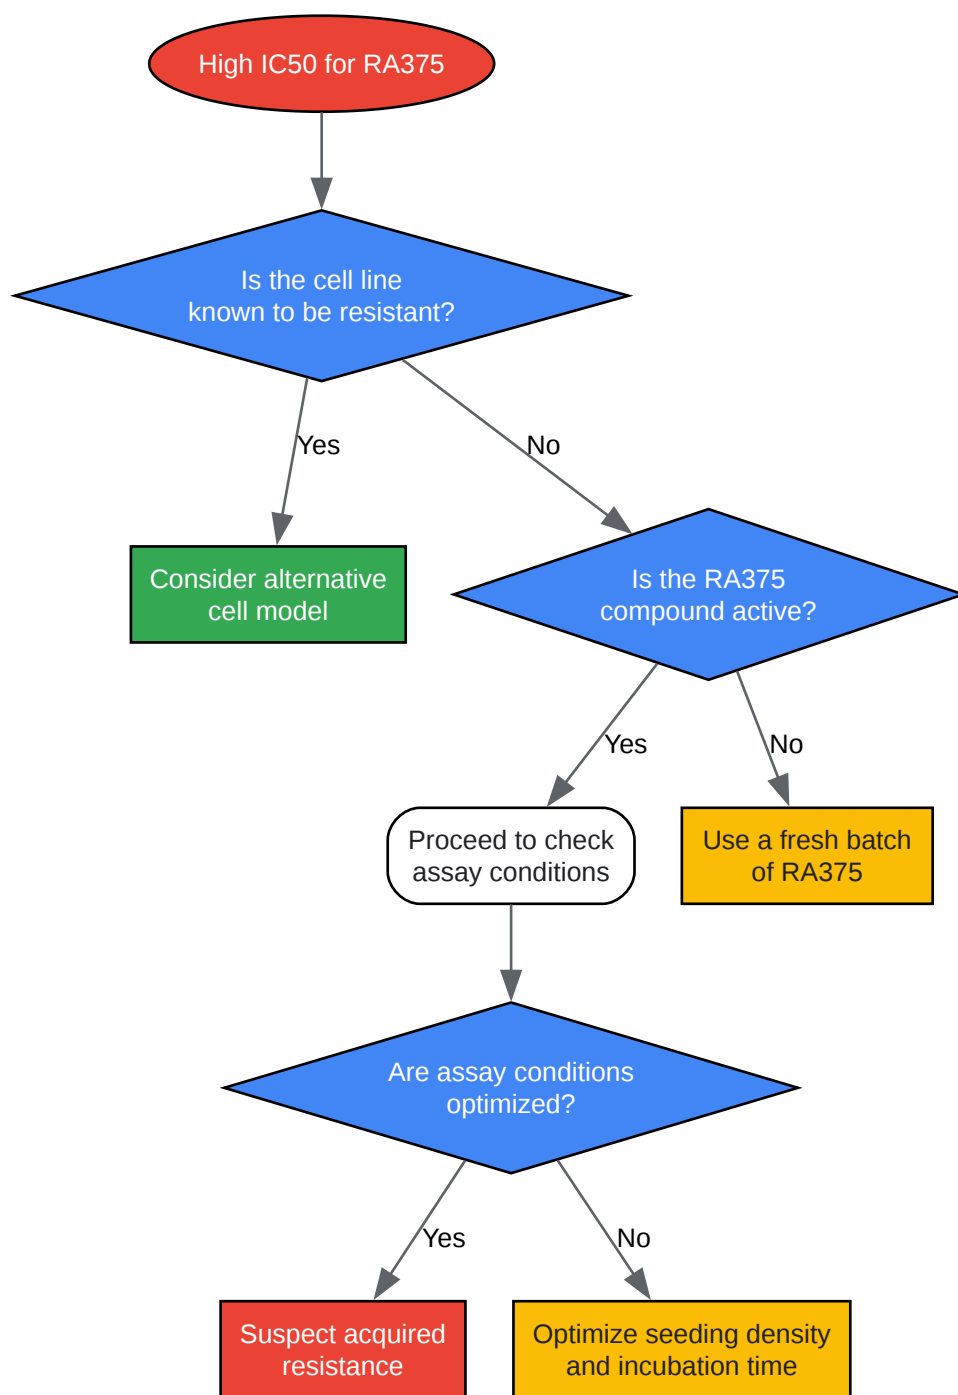 High IC50 for RA375
Is the cell line
known to be resistant?
Yes
No
Consider alternative
cell model
Is the RA375
compound active?
Yes
No
Proceed to check
assay conditions
Use a fresh batch
of RA375
Are assay conditions
optimized?
Yes
No
Suspect acquired
resistance
Optimize seeding density
and incubation time